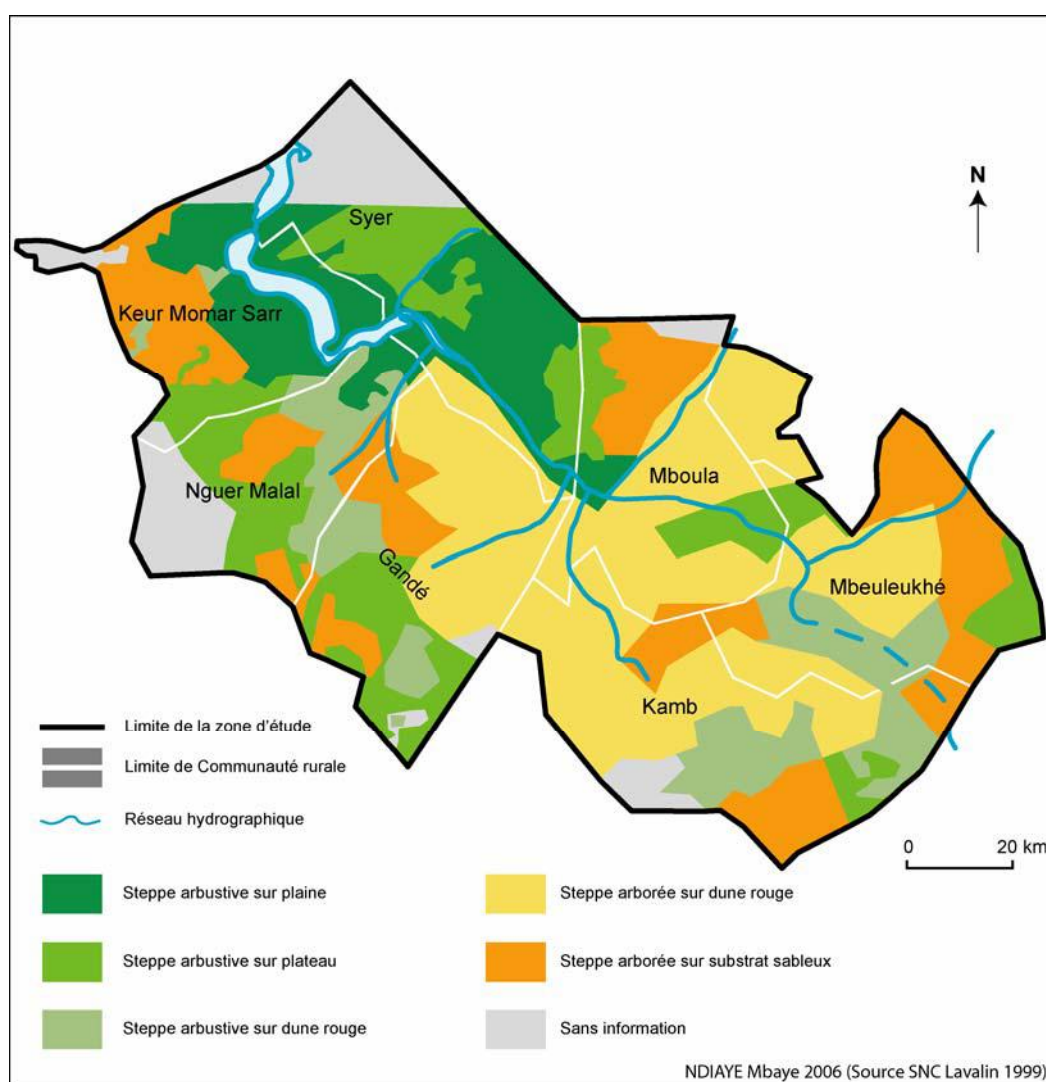 N
Syer
Keur Momar Sarr
Nguer Malal
Mboula
Gandé
Mbeuleukhé
Kamb
Limite de la zone d'étude
Limite de Communauté rurale
Réseau hydrographique
0 20 km
Steppe arbustive sur plaine
Steppe arborée sur dune rouge
Steppe arbustive sur plateau
Steppe arborée sur substrat sableux
Steppe arbustive sur dune rouge
Sans information
NDIAYE Mbaye 2006 (Source SNC Lavalin 1999)